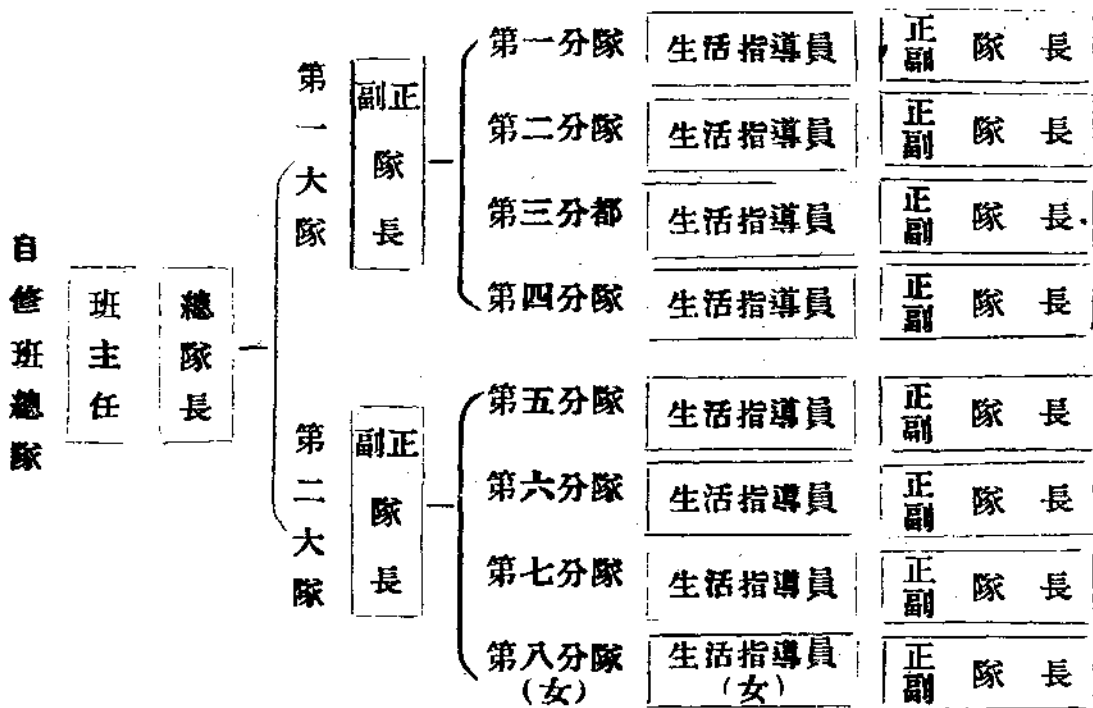 自修班總隊
班主任
總隊長
第一大隊
正副隊長
第一分隊 生活指導員 正副隊長
第二分隊 生活指導員 正副隊長
第三分都 生活指導員 正副隊長
第四分隊 生活指導員 正副隊長
第二大隊
正副隊長
第五分隊 生活指導員 正副隊長
第六分隊 生活指導員 正副隊長
第七分隊 生活指導員 正副隊長
第八分隊 生活指導員 正副隊長
(女) (女)